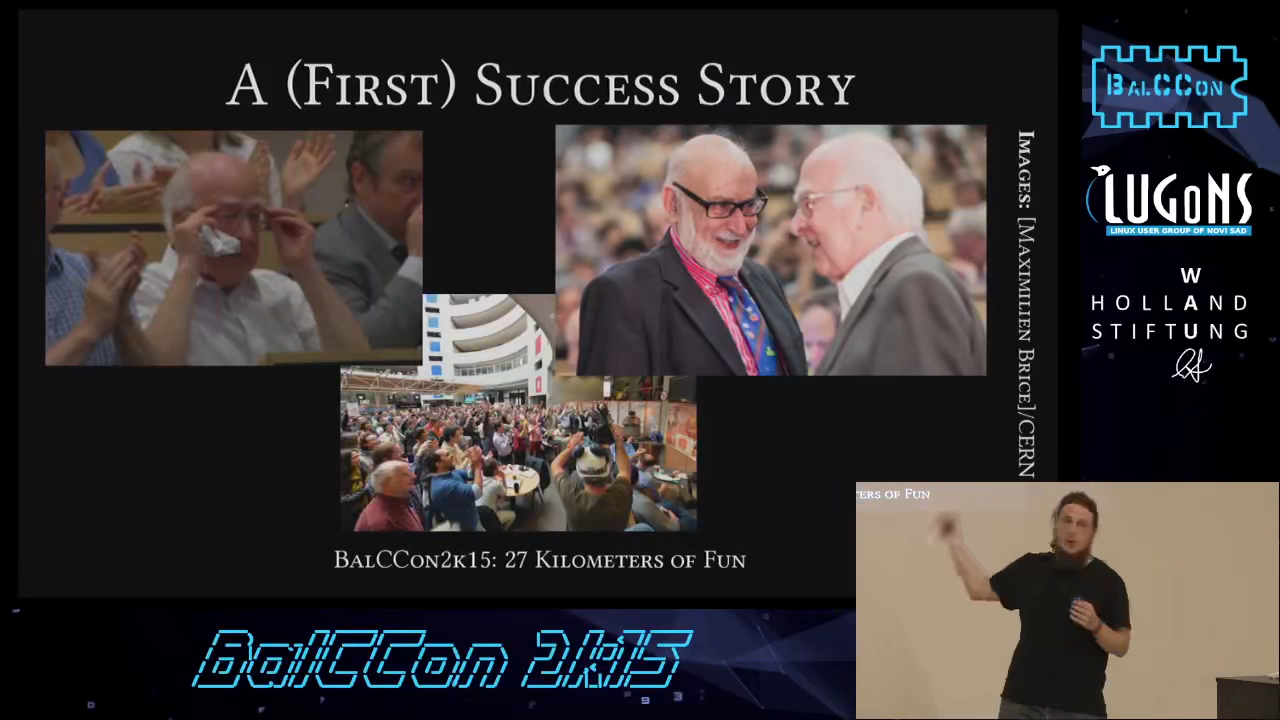 A (First) Success Story
Images: [Maximilien Brice]/CERN
BalCCon2k15: 27 Kilometers of Fun
BalCCon
LUGoNS
LINUX USER GROUP OF NOVI SAD
W
HOLLAND
A
STIFTUNG
U
ters of Fun
BalCCon 2k15